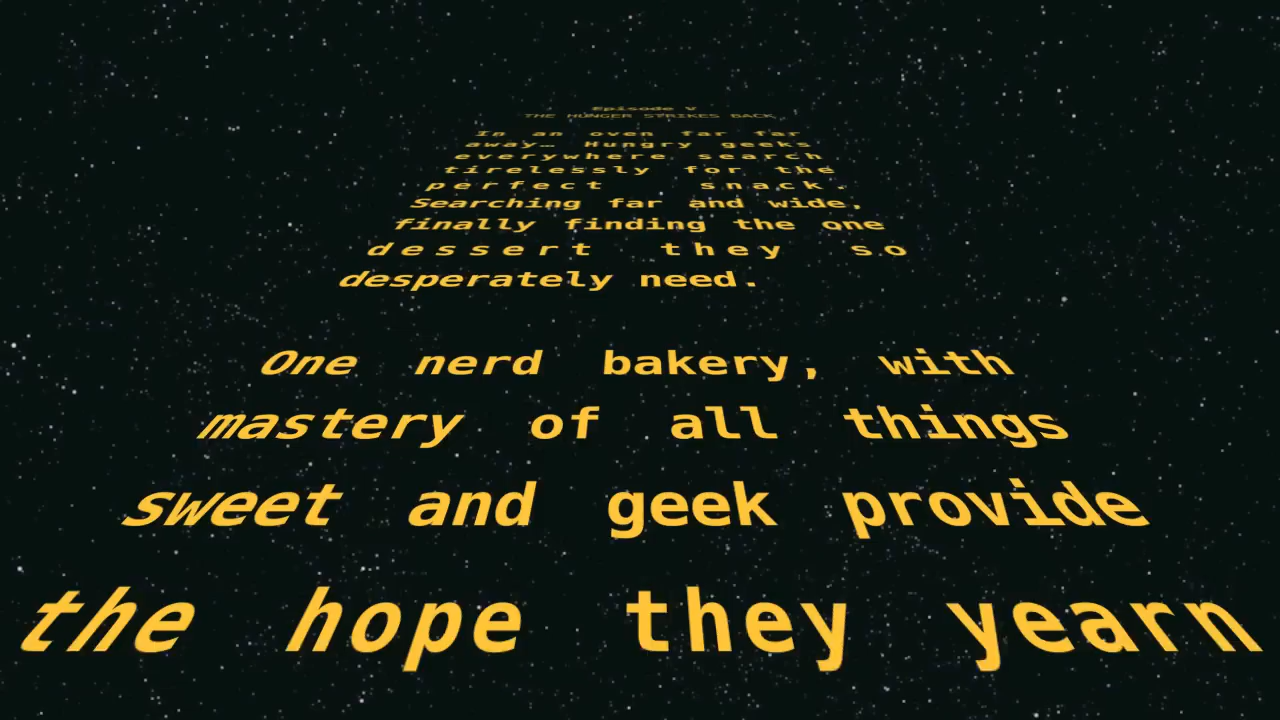 Episode V
THE HUNGER STRIKES BACK
In an oven far far
away… Hungry geeks
everywhere search
tirelessly for the
perfect snack.
Searching far and wide,
finally finding the one
dessert they so
desperately need.
One nerd bakery, with
mastery of all things
sweet and geek provide
the hope they yearn